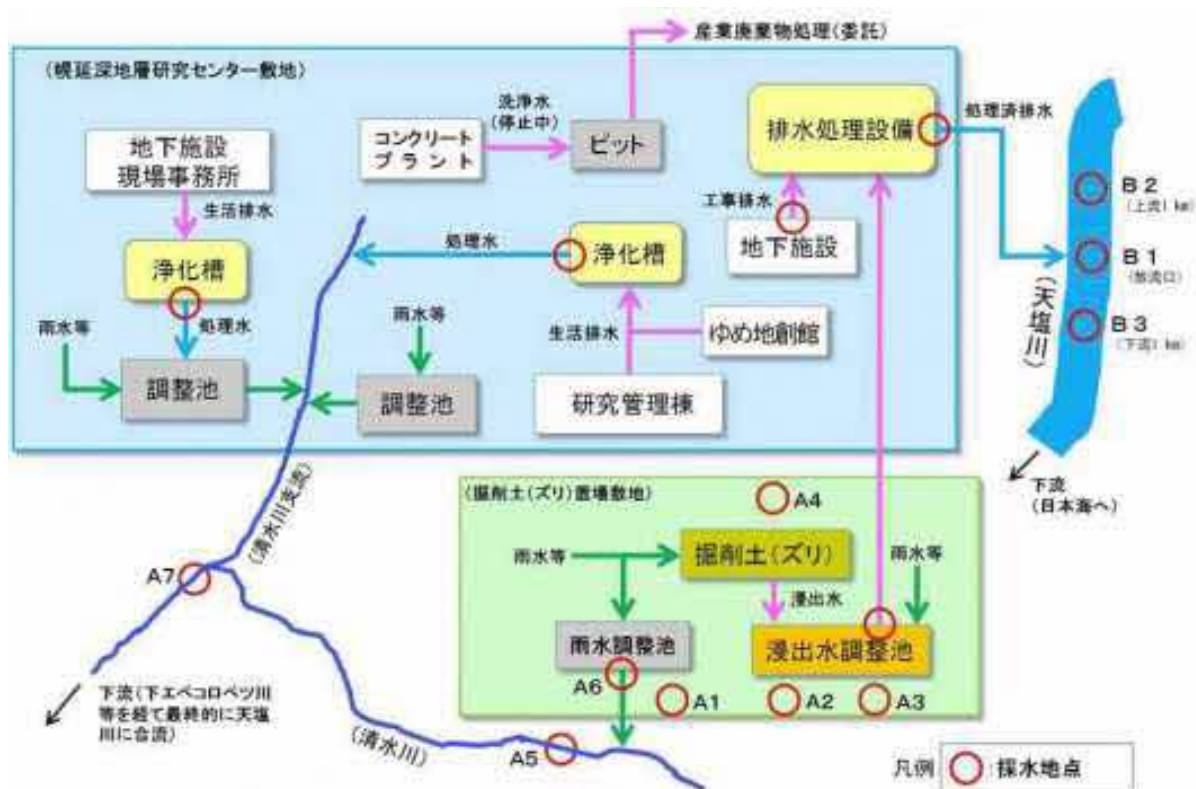 産業廃棄物処理(委託)
(幌延深地層研究センター敷地)
洗浄水
(停止中)
コンクリート
プラント
ピット
排水処理設備
処理済排水
地下施設
現場事務所
生活排水
工事排水
地下施設
B2
(上流1km)
浄化槽
処理水
浄化槽
B1
(放流口)
雨水等
処理水
雨水等
生活排水
ゆめ地創館
(天塩川)
B3
(下流1km)
調整池
調整池
研究管理棟
下流
(日本海へ)
(清水川支流)
(掘削土(ズリ)置場敷地)
A4
雨水等
掘削土(ズリ)
雨水等
浸出水
A7
雨水調整池
浸出水調整池
A6
A1
A2
A3
下流(下エベコロベツ川
等を経て最終的に天塩
川に合流)
(清水川)
A5
凡例
:採水地点